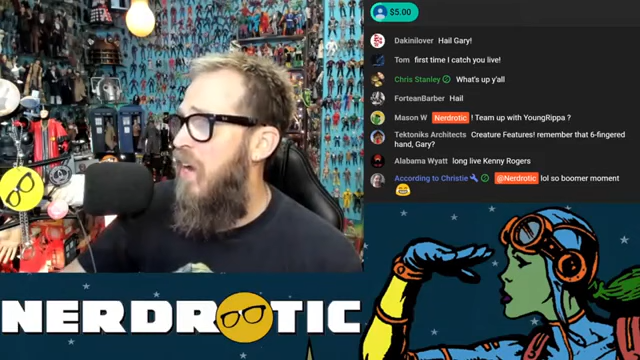 $5.00
Dakinilover Hail Gary!
Tom first time I catch you live!
Chris Stanley What's up y'all
ForteanBarber Hail
Mason W Nerdrotic ! Team up with YoungRippa ?
Tektoniks Architects Creature Features! remember that 6-fingered
hand, Gary?
Alabama Wyatt long live Kenny Rogers
According to Christie @Nerdrotic lol so boomer moment
NERDROTIC